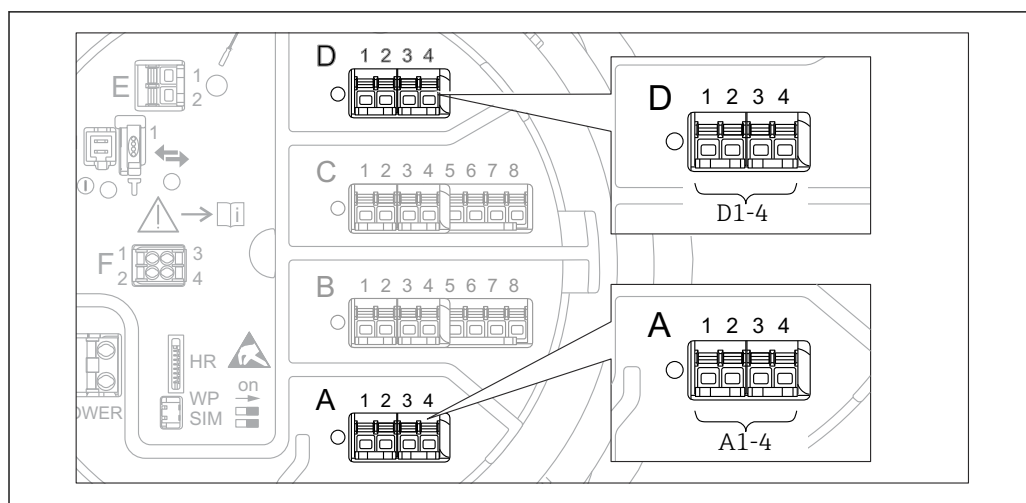 D 1 2 3 4
E 1
2
1
C 1 2 3 4 5 6 7 8
F 1 3
2 4
B 1 2 3 4 5 6 7 8
HR
WP on
SIM
OWER
A 1 2 3 4
D 1 2 3 4
D1-4
A 1 2 3 4
A1-4